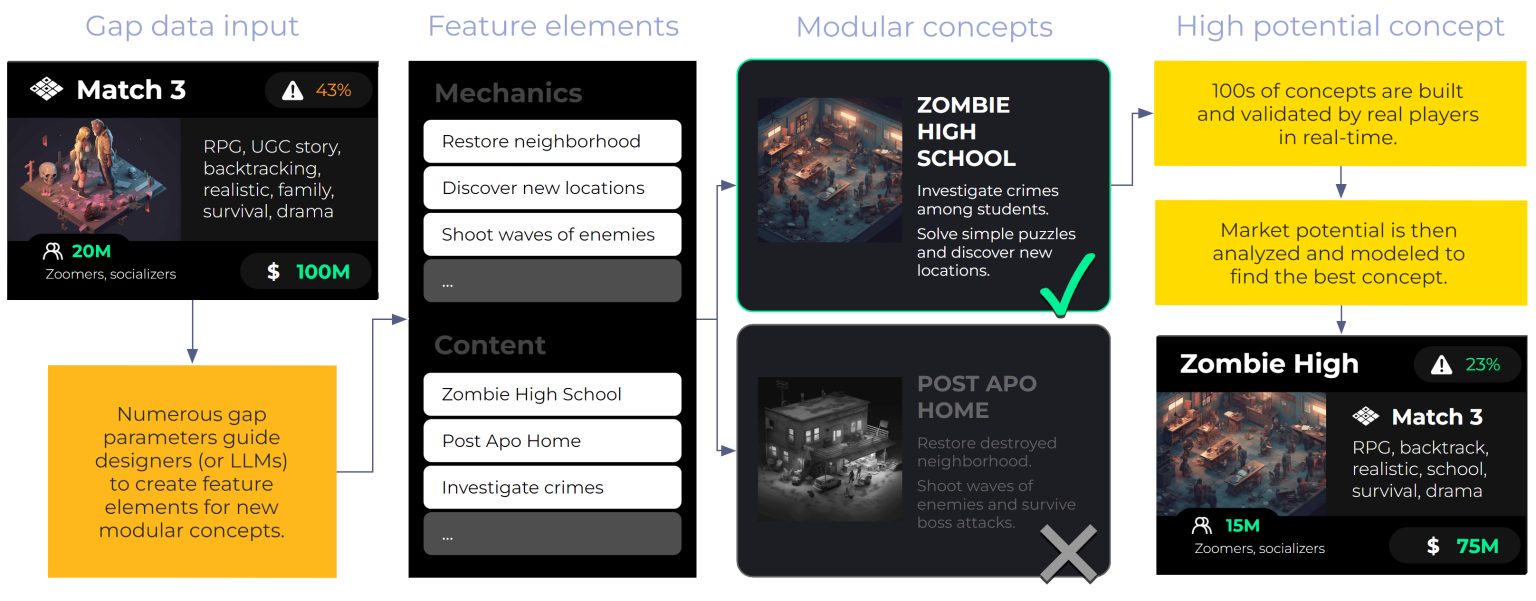 Gap data input
Match 3
43%
RPG, UGC story,
backtracking,
realistic, family,
survival, drama
20M
Zoomers, socializers
$ 100M
Numerous gap
parameters guide
designers (or LLMs)
to create feature
elements for new
modular concepts.
Feature elements
Mechanics
Restore neighborhood
Discover new locations
Shoot waves of enemies
...
Content
Zombie High School
Post Apo Home
Investigate crimes
...
Modular concepts
ZOMBIE
HIGH
SCHOOL
Investigate crimes
among students.
Solve simple puzzles
and discover new
locations.
POST APO
HOME
Restore destroyed
neighborhood.
Shoot waves of
enemies and survive
boss attacks.
High potential concept
100s of concepts are built
and validated by real players
in real-time.
Market potential is then
analyzed and modeled to
find the best concept.
Zombie High
23%
Match 3
RPG, backtrack,
realistic, school,
survival, drama
15M
Zoomers, socializers
$ 75M